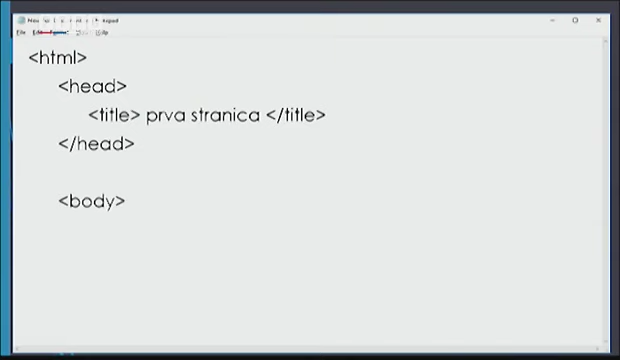 <html>
<head>
<title> prva stranica </title>
</head>
<body>